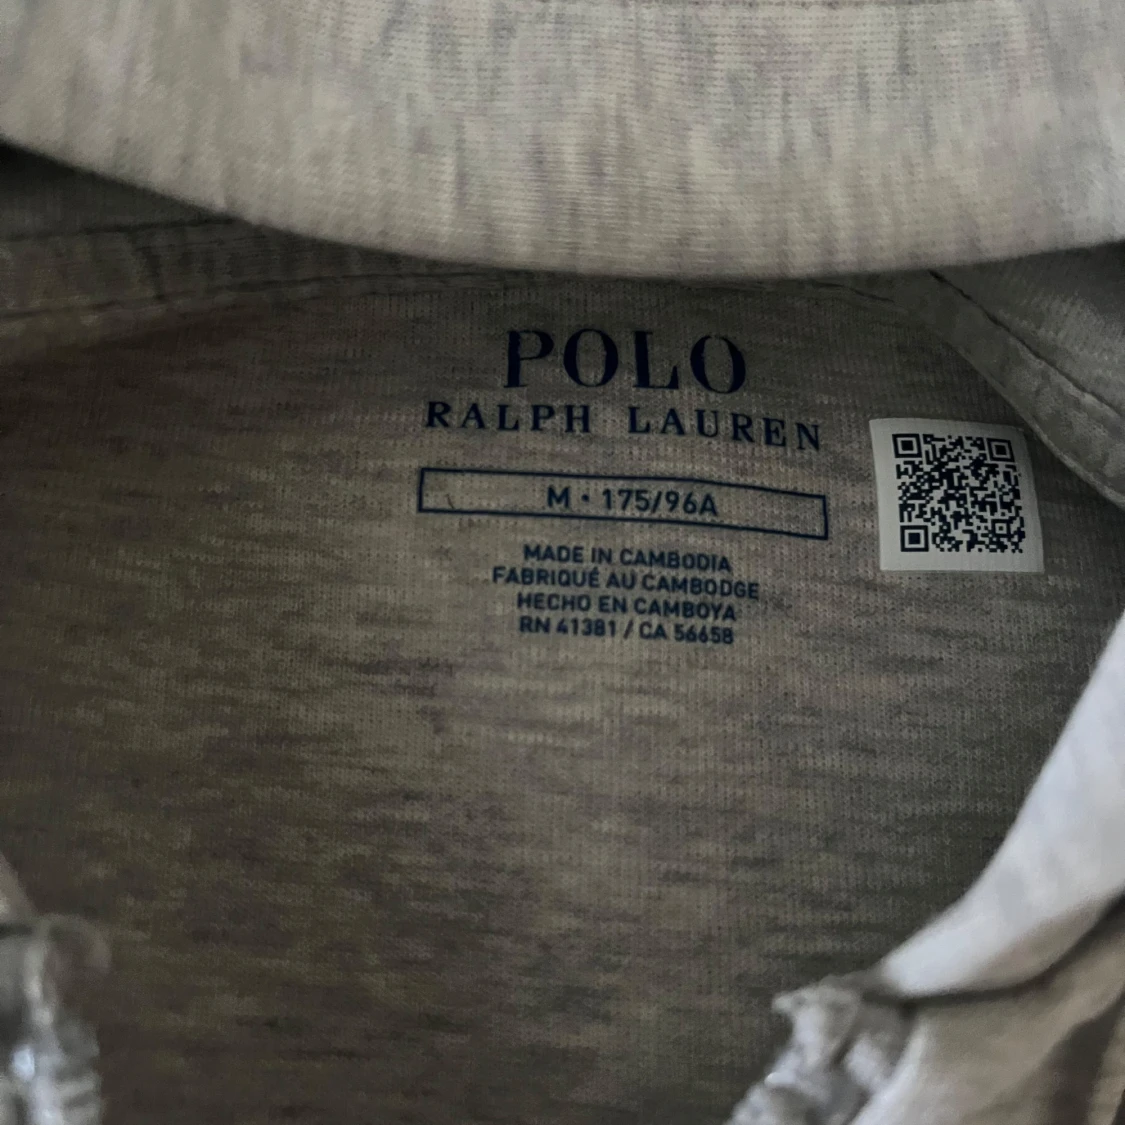 POLO
RALPH LAUREN
M • 175/96A
MADE IN CAMBODIA
FABRIQUÉ AU CAMBODGE
HECHO EN CAMBOYA
RN 41381 / CA 56658